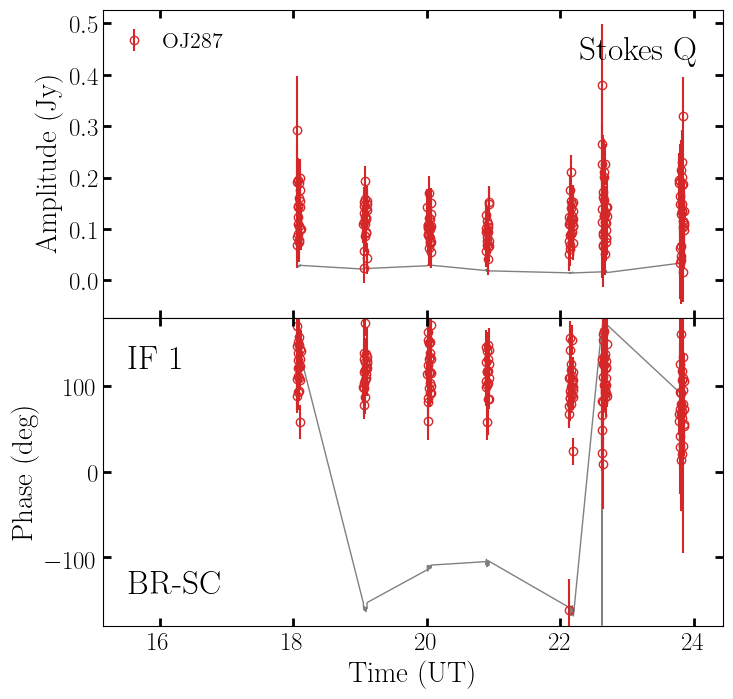 OJ287
Stokes Q
0.5
0.4
0.3
0.2
0.1
0.0
Amplitude (Jy)
IF 1
100
0
−100
Phase (deg)
BR-SC
16 18 20 22 24
Time (UT)